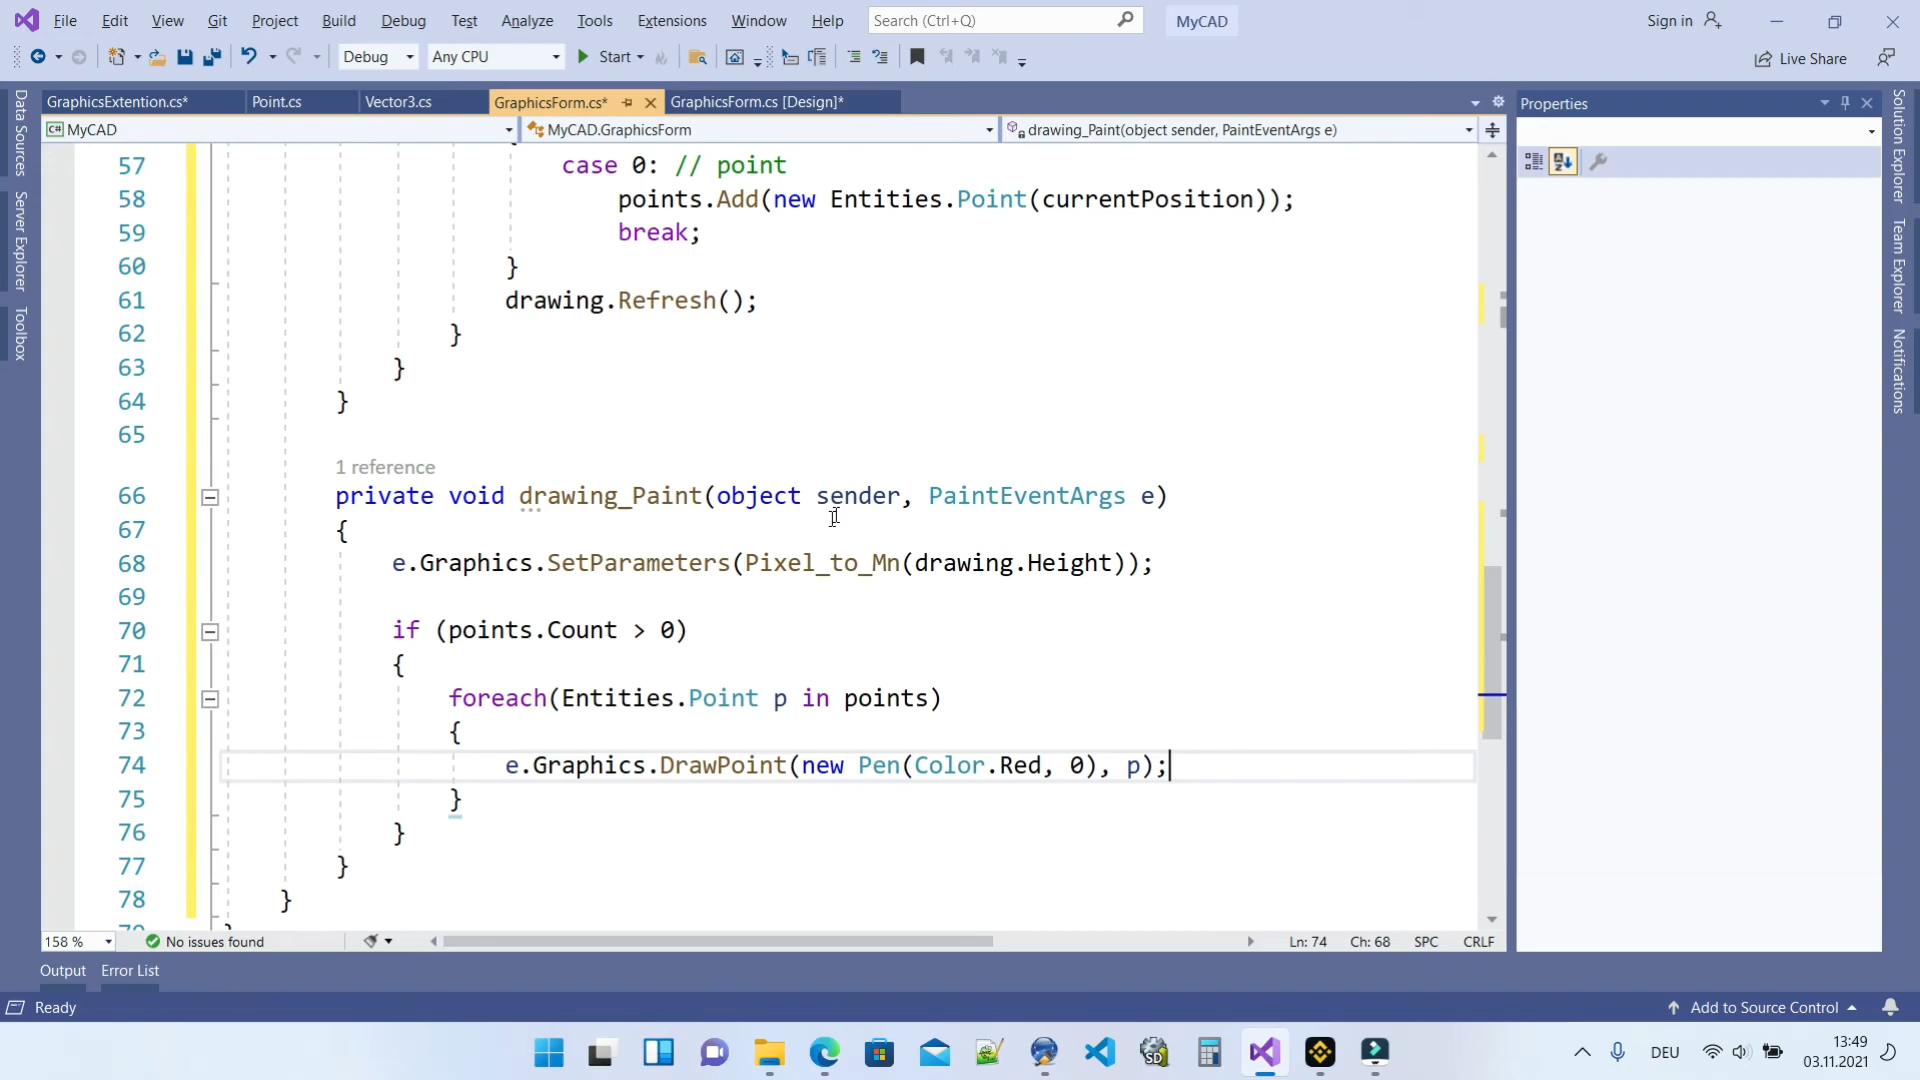 File Edit View Git Project Build Debug Test Analyze Tools Extensions Window Help Search (Ctrl+Q) MyCAD Sign in
Debug Any CPU Start Live Share
GraphicsExtention.cs* Point.cs Vector3.cs GraphicsForm.cs* GraphicsForm.cs [Design]* Properties
C# MyCAD MyCAD.GraphicsForm drawing_Paint(object sender, PaintEventArgs e)
Data Sources
Server Explorer
Toolbox
57 case 0: // point
58 points.Add(new Entities.Point(currentPosition));
59 break;
60 }
61 drawing.Refresh();
62 }
63 }
64 }
65
1 reference
66 private void drawing_Paint(object sender, PaintEventArgs e)
67 {
68 e.Graphics.SetParameters(Pixel_to_Mn(drawing.Height));
69
70 if (points.Count > 0)
71 {
72 foreach(Entities.Point p in points)
73 {
74 e.Graphics.DrawPoint(new Pen(Color.Red, 0), p);
75 }
76 }
77 }
78 }
Solution Explorer
Team Explorer
Notifications
158 % No issues found Ln: 74 Ch: 68 SPC CRLF
Output Error List
Ready Add to Source Control
DEU 13:49
03.11.2021